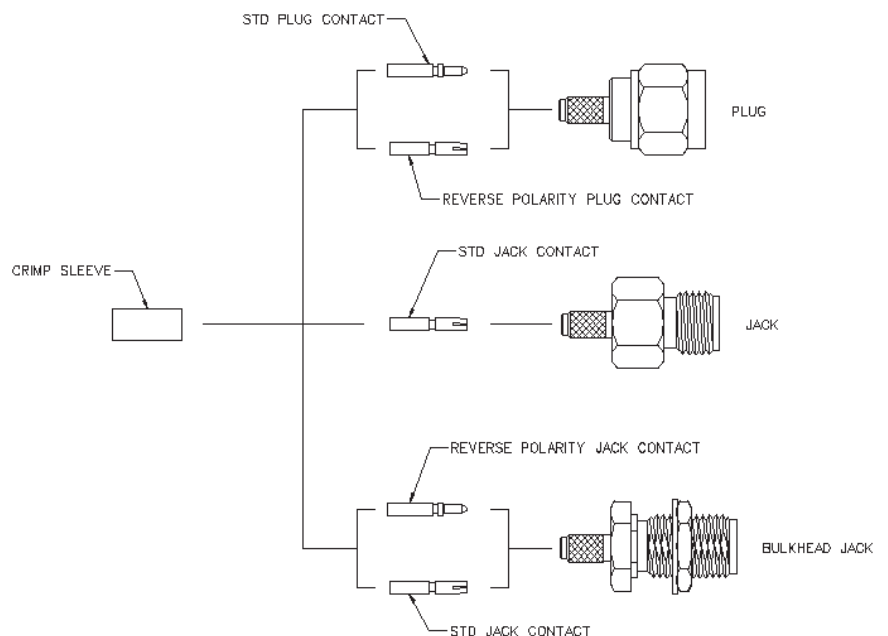 STD PLUG CONTACT
PLUG
REVERSE POLARITY PLUG CONTACT
STD JACK CONTACT
CRIMP SLEEVE
JACK
REVERSE POLARITY JACK CONTACT
BULKHEAD JACK
STD JACK CONTACT